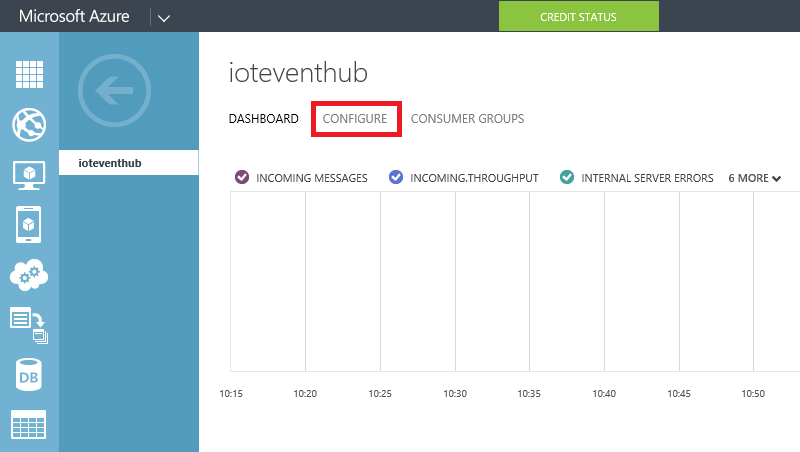 Microsoft Azure
CREDIT STATUS
ioteventhub
DASHBOARD CONFIGURE CONSUMER GROUPS
ioteventhub
INCOMING MESSAGES INCOMING.THROUGHPUT INTERNAL SERVER ERRORS 6 MORE
DB
10:15 10:20 10:25 10:30 10:35 10:40 10:45 10:50